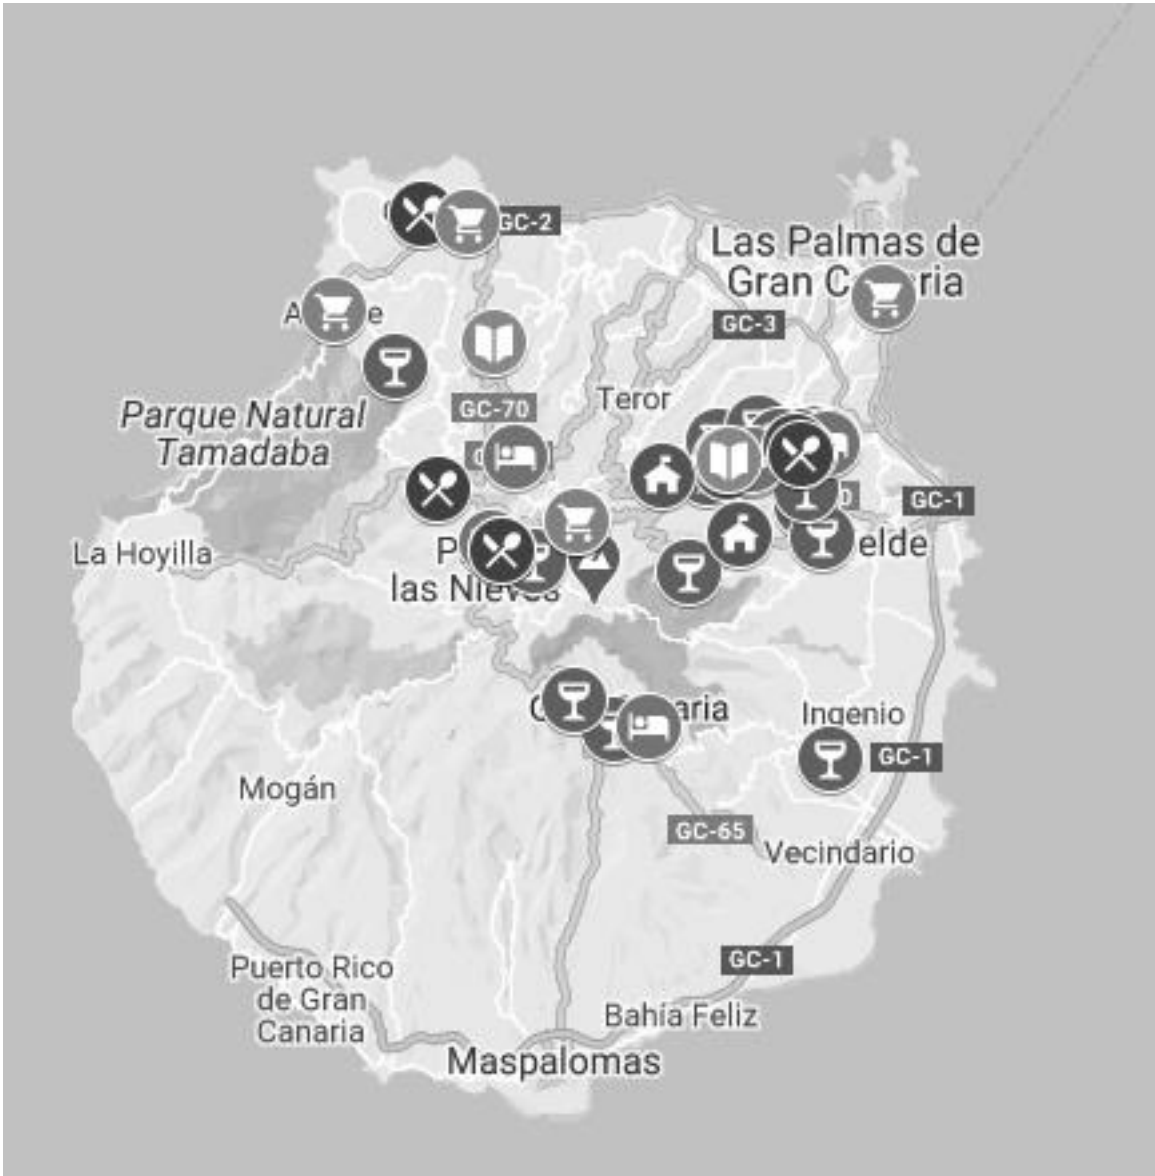 GC-2
Las Palmas de
Gran C ria
GC-3
A e
Teror
GC-70
Parque Natural
Tamadaba
GC-1
La Hoyilla
P
las Nieves
elde
aria
Ingenio
GC-1
Mogán
GC-65
Vecindario
GC-1
Puerto Rico
de Gran
Canaria
Bahía Feliz
Maspalomas